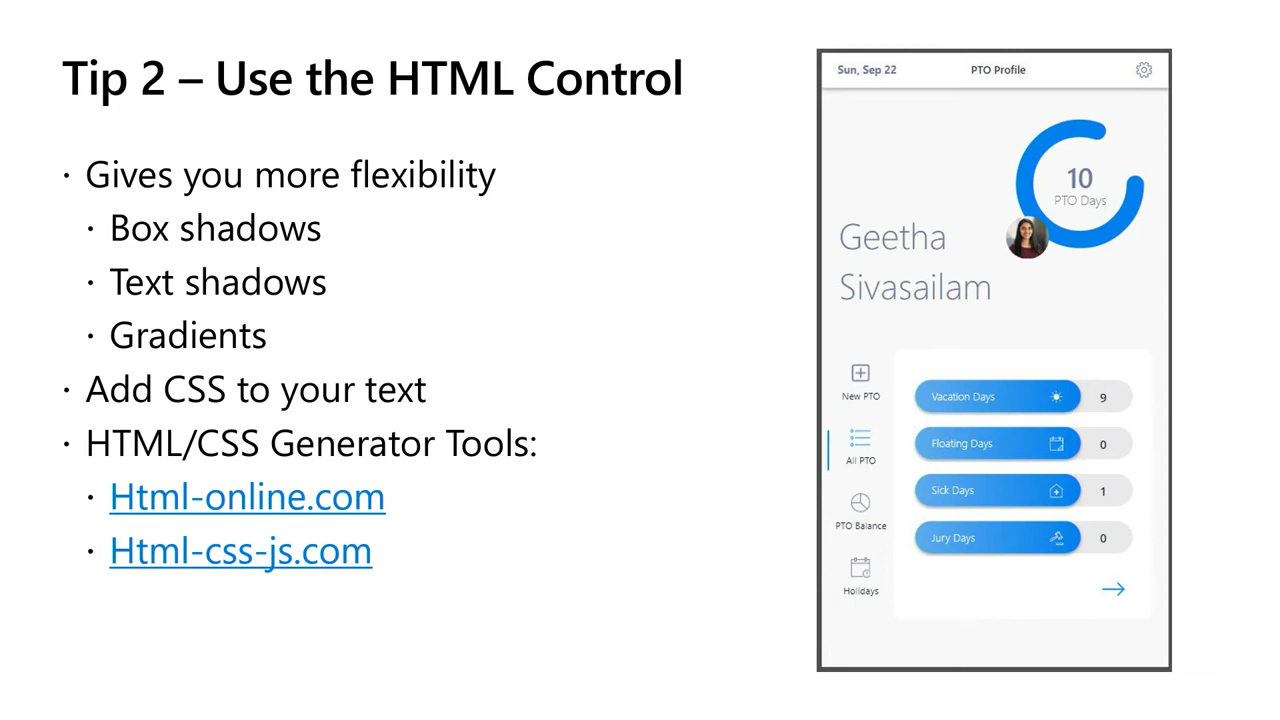 Tip 2 – Use the HTML Control
· Gives you more flexibility
· Box shadows
· Text shadows
· Gradients
· Add CSS to your text
· HTML/CSS Generator Tools:
· Html-online.com
· Html-css-js.com
Sun, Sep 22
PTO Profile
10
PTO Days
Geetha
Sivasailam
New PTO
All PTO
PTO Balance
Holidays
Vacation Days 9
Floating Days 0
Sick Days 1
Jury Days 0